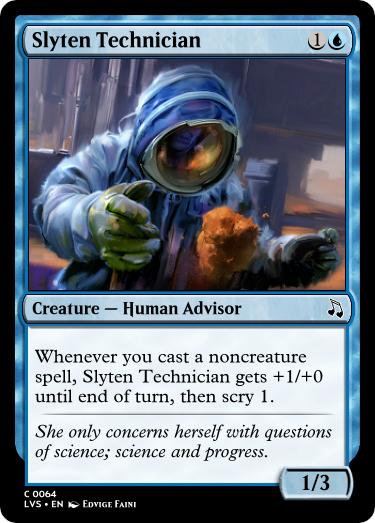 Slyten Technician 1
Creature — Human Advisor
Whenever you cast a noncreature
spell, Slyten Technician gets +1/+0
until end of turn, then scry 1.
She only concerns herself with questions
of science; science and progress.
1/3
C 0064
LVS • EN Edvige Faini